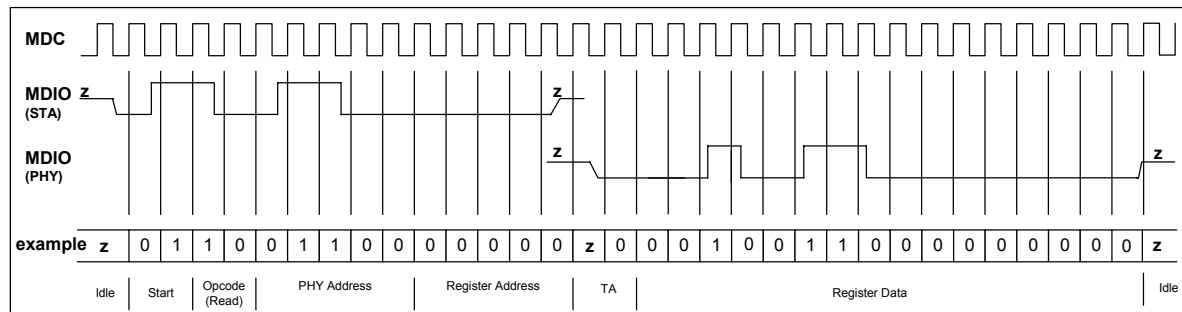 MDC
MDIO z z
(STA)
MDIO z z
(PHY)
example z 0 1 1 0 0 1 1 0 0 0 0 0 0 0 z 0 0 0 1 0 0 1 1 0 0 0 0 0 0 0 0 0 z
Idle Start Opcode (Read) PHY Address Register Address TA Register Data Idle